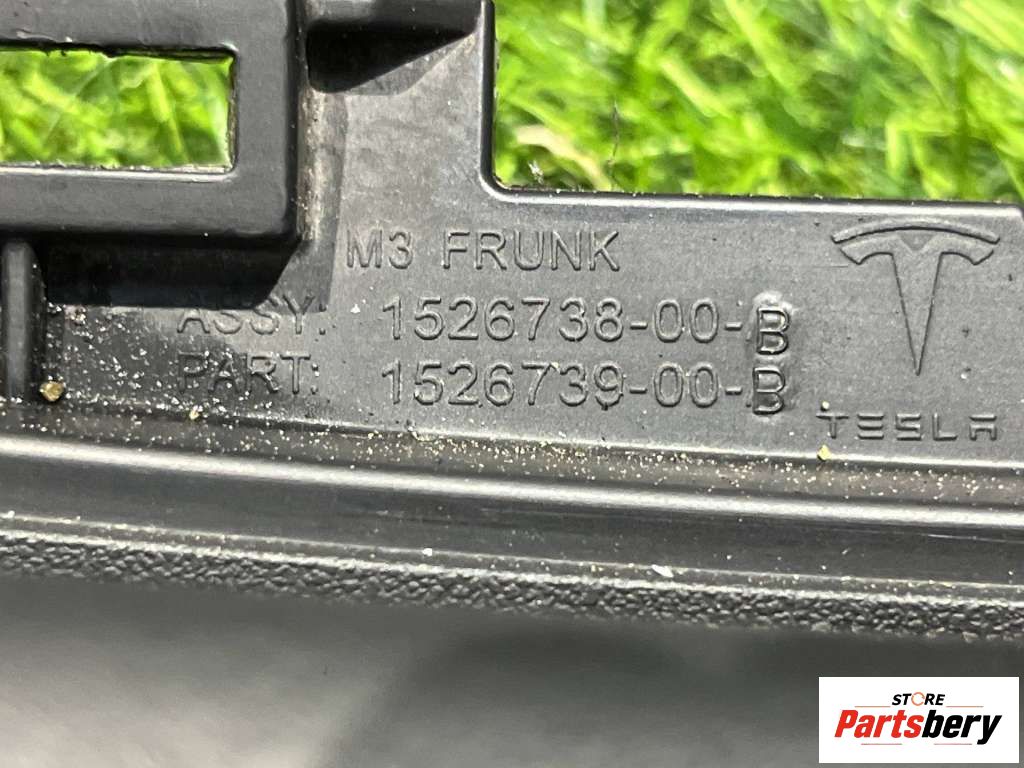 M3 FRUNK
ASSY: 1526738-00-B
PART: 1526739-00-B
TESLA
STORE
Partsbery